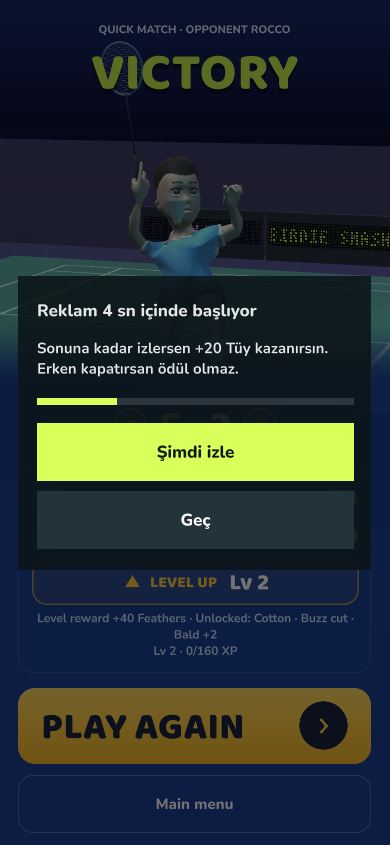 QUICK MATCH · OPPONENT ROCCO
VICTORY
BIRDIE SMASH
Reklam 4 sn içinde başlıyor
Sonuna kadar izlersen +20 Tüy kazanırsın.
Erken kapatırsan ödül olmaz.
Şimdi izle
Geç
LEVEL UP Lv 2
Level reward +40 Feathers · Unlocked: Cotton · Buzz cut ·
Bald +2
Lv 2 · 0/160 XP
PLAY AGAIN
Main menu